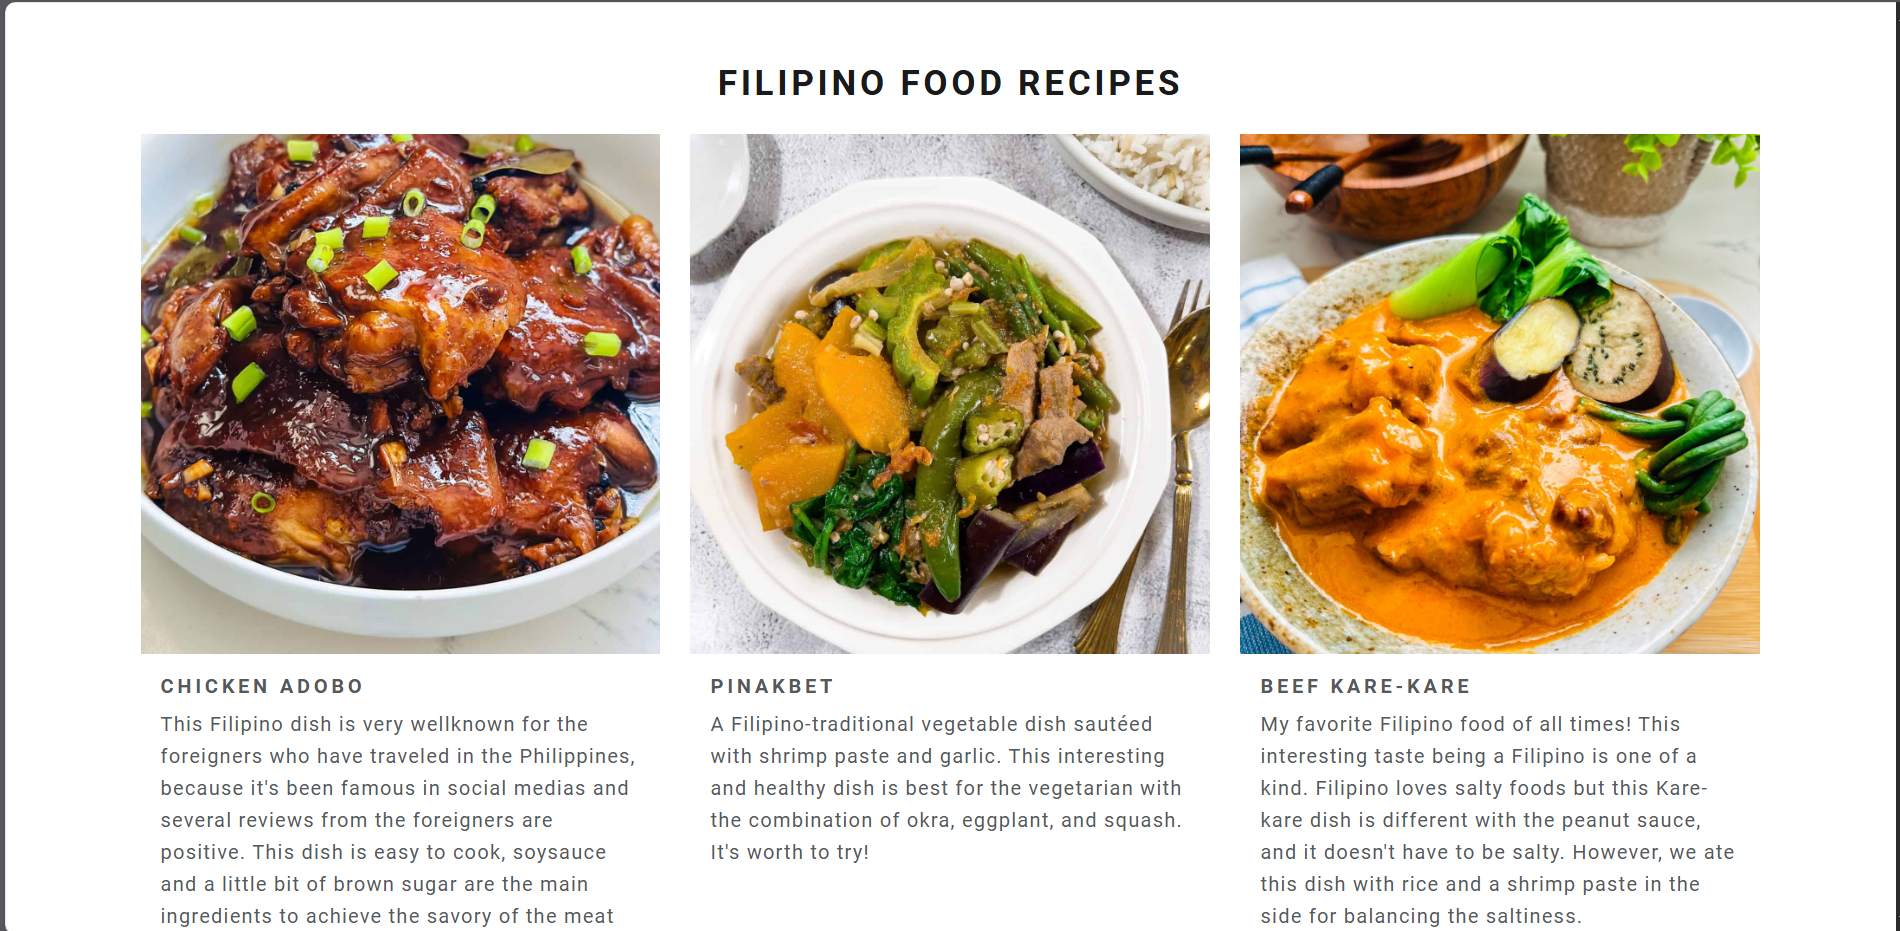 FILIPINO FOOD RECIPES
CHICKEN ADOBO
This Filipino dish is very wellknown for the
foreigners who have traveled in the Philippines,
because it's been famous in social medias and
several reviews from the foreigners are
positive. This dish is easy to cook, soysauce
and a little bit of brown sugar are the main
ingredients to achieve the savory of the meat
PINAKBET
A Filipino-traditional vegetable dish sautéed
with shrimp paste and garlic. This interesting
and healthy dish is best for the vegetarian with
the combination of okra, eggplant, and squash.
It's worth to try!
BEEF KARE-KARE
My favorite Filipino food of all times! This
interesting taste being a Filipino is one of a
kind. Filipino loves salty foods but this Kare-
kare dish is different with the peanut sauce,
and it doesn't have to be salty. However, we ate
this dish with rice and a shrimp paste in the
side for balancing the saltiness.